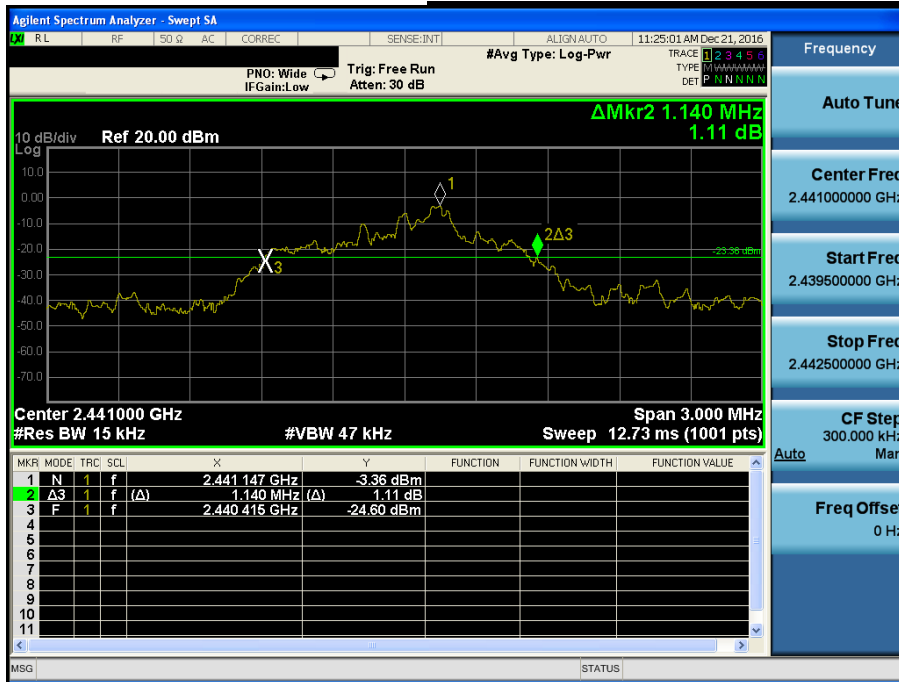 Agilent Spectrum Analyzer - Swept SA
LXI RL RF 50 Ω AC CORREC SENSE:INT ALIGNAUTO 11:25:01 AM Dec 21, 2016
PNO: Wide
IFGain:Low
Trig: Free Run
Atten: 30 dB
#Avg Type: Log-Pwr
TRACE 1 2 3 4 5 6
TYPE M
DET P N N N N N
Frequency
Auto Tune
Center Freq
2.441000000 GHz
Start Freq
2.439500000 GHz
Stop Freq
2.442500000 GHz
CF Step
300.000 kHz
Auto Man
Freq Offset
0 Hz
ΔMkr2 1.140 MHz
1.11 dB
10 dB/div Ref 20.00 dBm
Log
10.0
0.00
-10.0
-20.0
-30.0
-40.0
-50.0
-60.0
-70.0
1
2Δ3
3
-23.36 dBm
Center 2.441000 GHz Span 3.000 MHz
#Res BW 15 kHz #VBW 47 kHz Sweep 12.73 ms (1001 pts)
MKR MODE TRC SCL X Y FUNCTION FUNCTION WIDTH FUNCTION VALUE
1 N 1 f 2.441 147 GHz -3.36 dBm
2 Δ3 1 f (Δ) 1.140 MHz (Δ) 1.11 dB
3 F 1 f 2.440 415 GHz -24.60 dBm
4
5
6
7
8
9
10
11
MSG STATUS